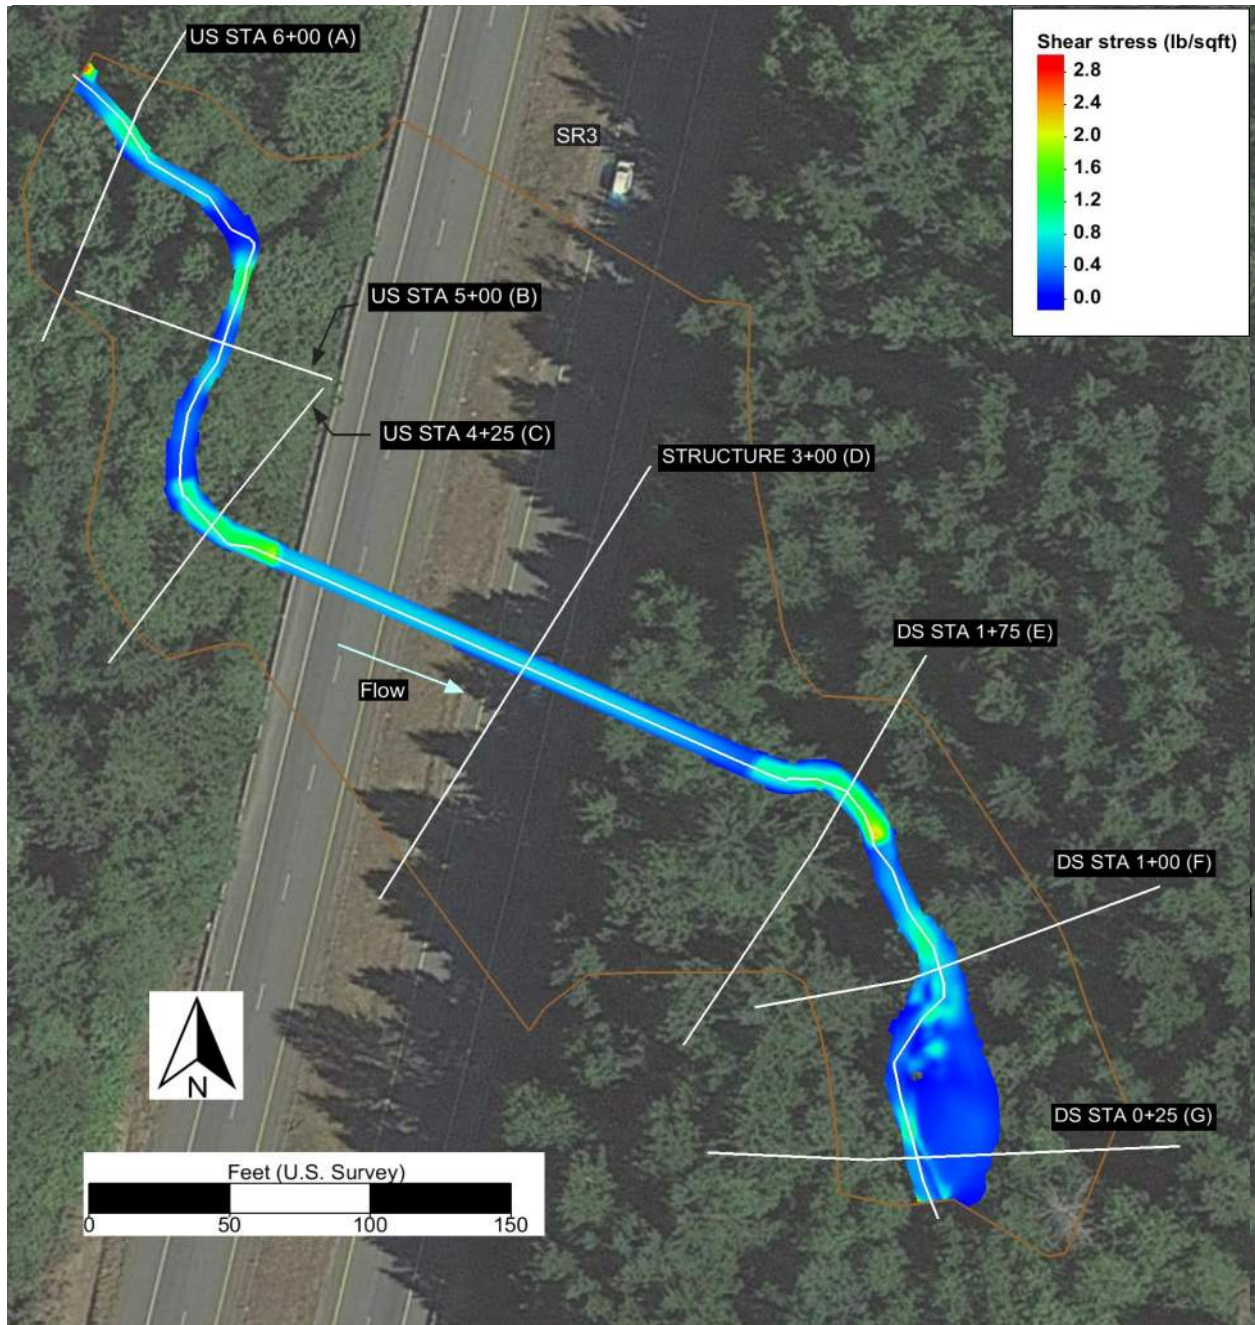 US STA 6+00 (A)
Shear stress (lb/sqft)
2.8
2.4
2.0
1.6
1.2
0.8
0.4
0.0
SR3
US STA 5+00 (B)
US STA 4+25 (C)
STRUCTURE 3+00 (D)
DS STA 1+75 (E)
Flow
DS STA 1+00 (F)
N
DS STA 0+25 (G)
Feet (U.S. Survey)
0 50 100 150